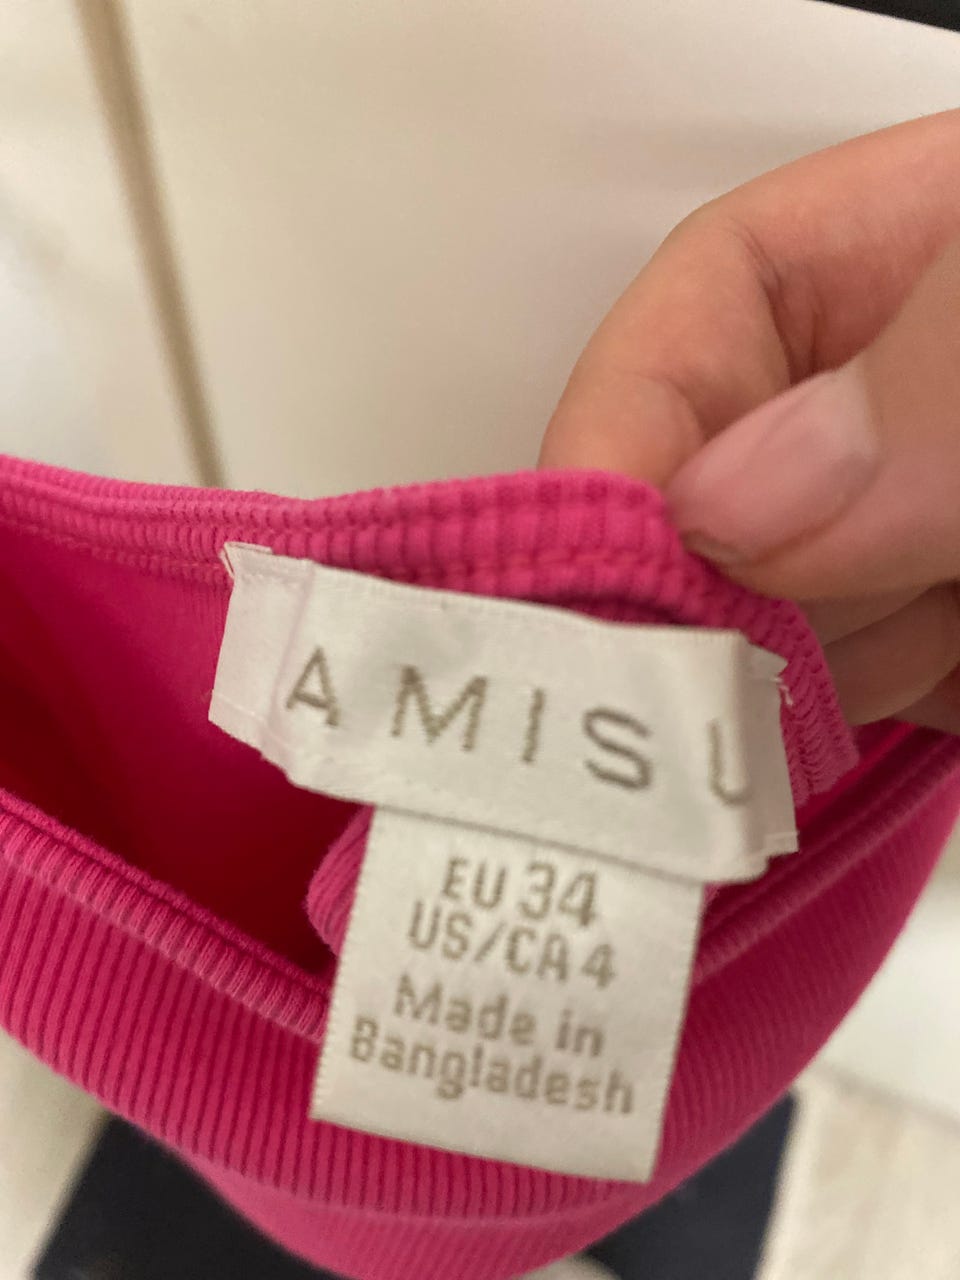 AMISU
EU 34
US/CA 4
Made in
Bangladesh